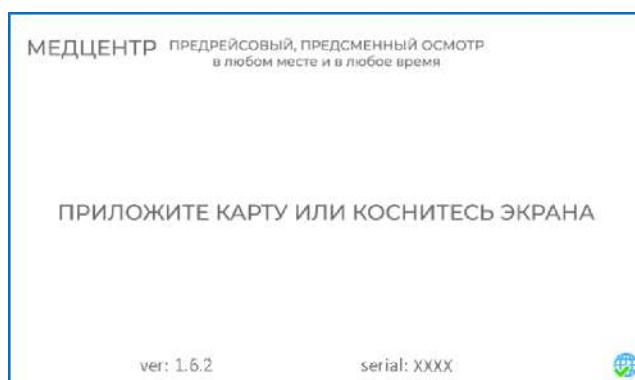 МЕДЦЕНТР ПРЕДРЕЙСОВЫЙ, ПРЕДСМЕННЫЙ ОСМОТР
в любом месте и в любое время
ПРИЛОЖИТЕ КАРТУ ИЛИ КОСНИТЕСЬ ЭКРАНА
ver: 1.6.2 serial: XXXX